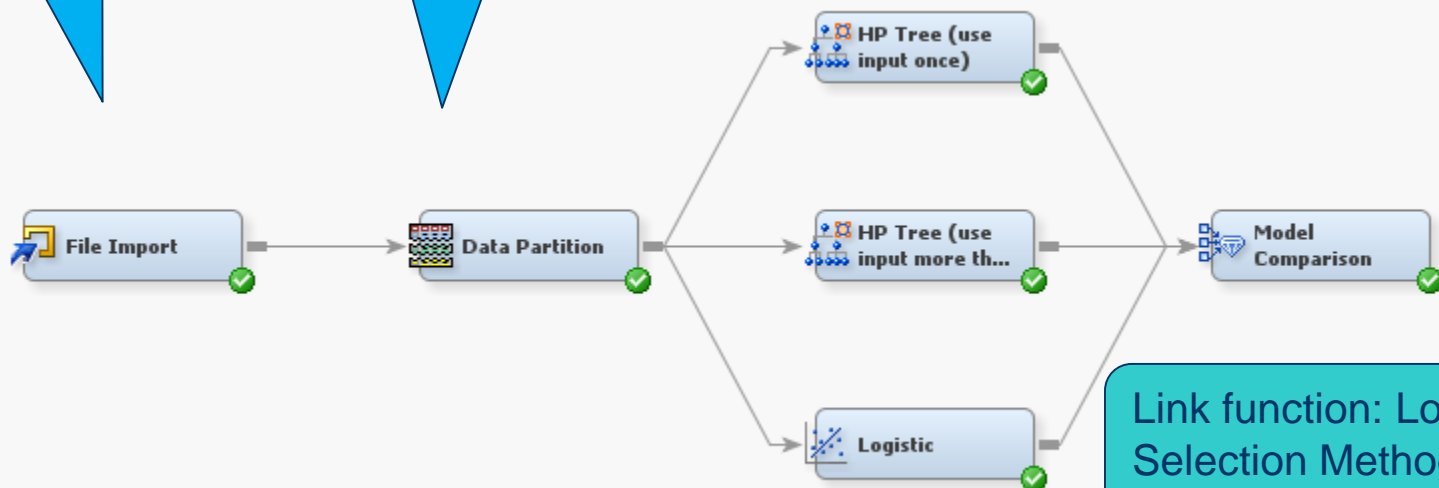 HP Tree (use
input once)
File Import
Data Partition
HP Tree (use
input more th...
Model
Comparison
Logistic
Link function: Lo
Selection Metho